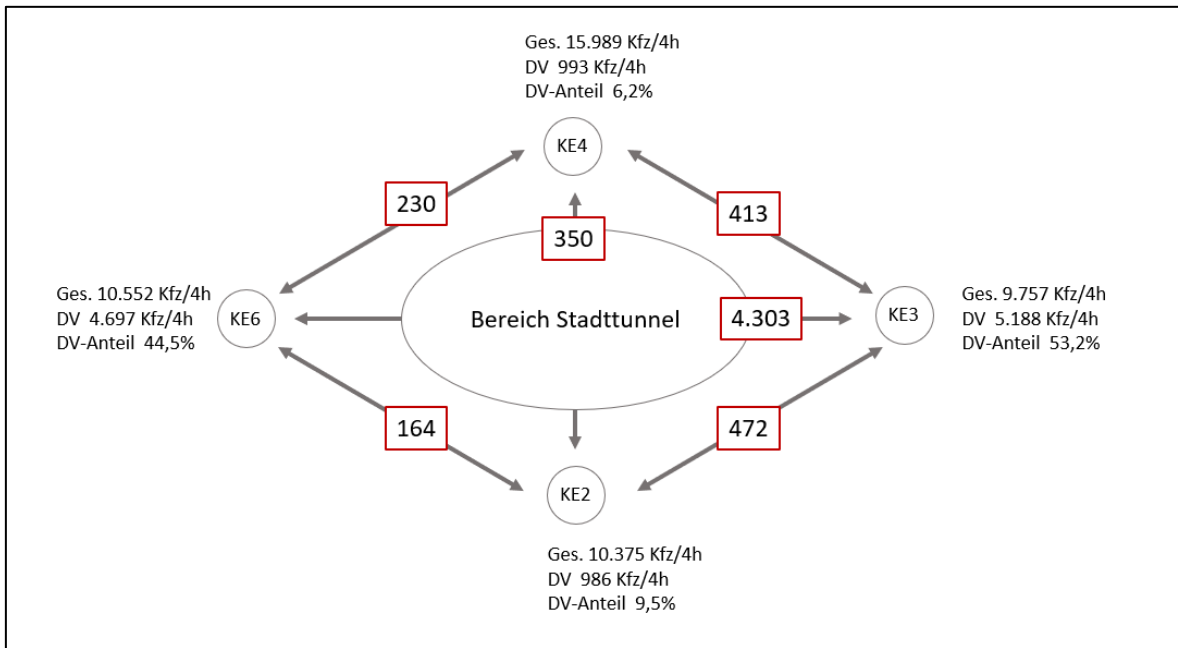 Ges. 15.989 Kfz/4h
DV 993 Kfz/4h
DV-Anteil 6,2%
KE4
230
413
350
Ges. 10.552 Kfz/4h
DV 4.697 Kfz/4h
DV-Anteil 44,5%
KE6
Bereich Stadttunnel
4.303
KE3
Ges. 9.757 Kfz/4h
DV 5.188 Kfz/4h
DV-Anteil 53,2%
164
472
KE2
Ges. 10.375 Kfz/4h
DV 986 Kfz/4h
DV-Anteil 9,5%